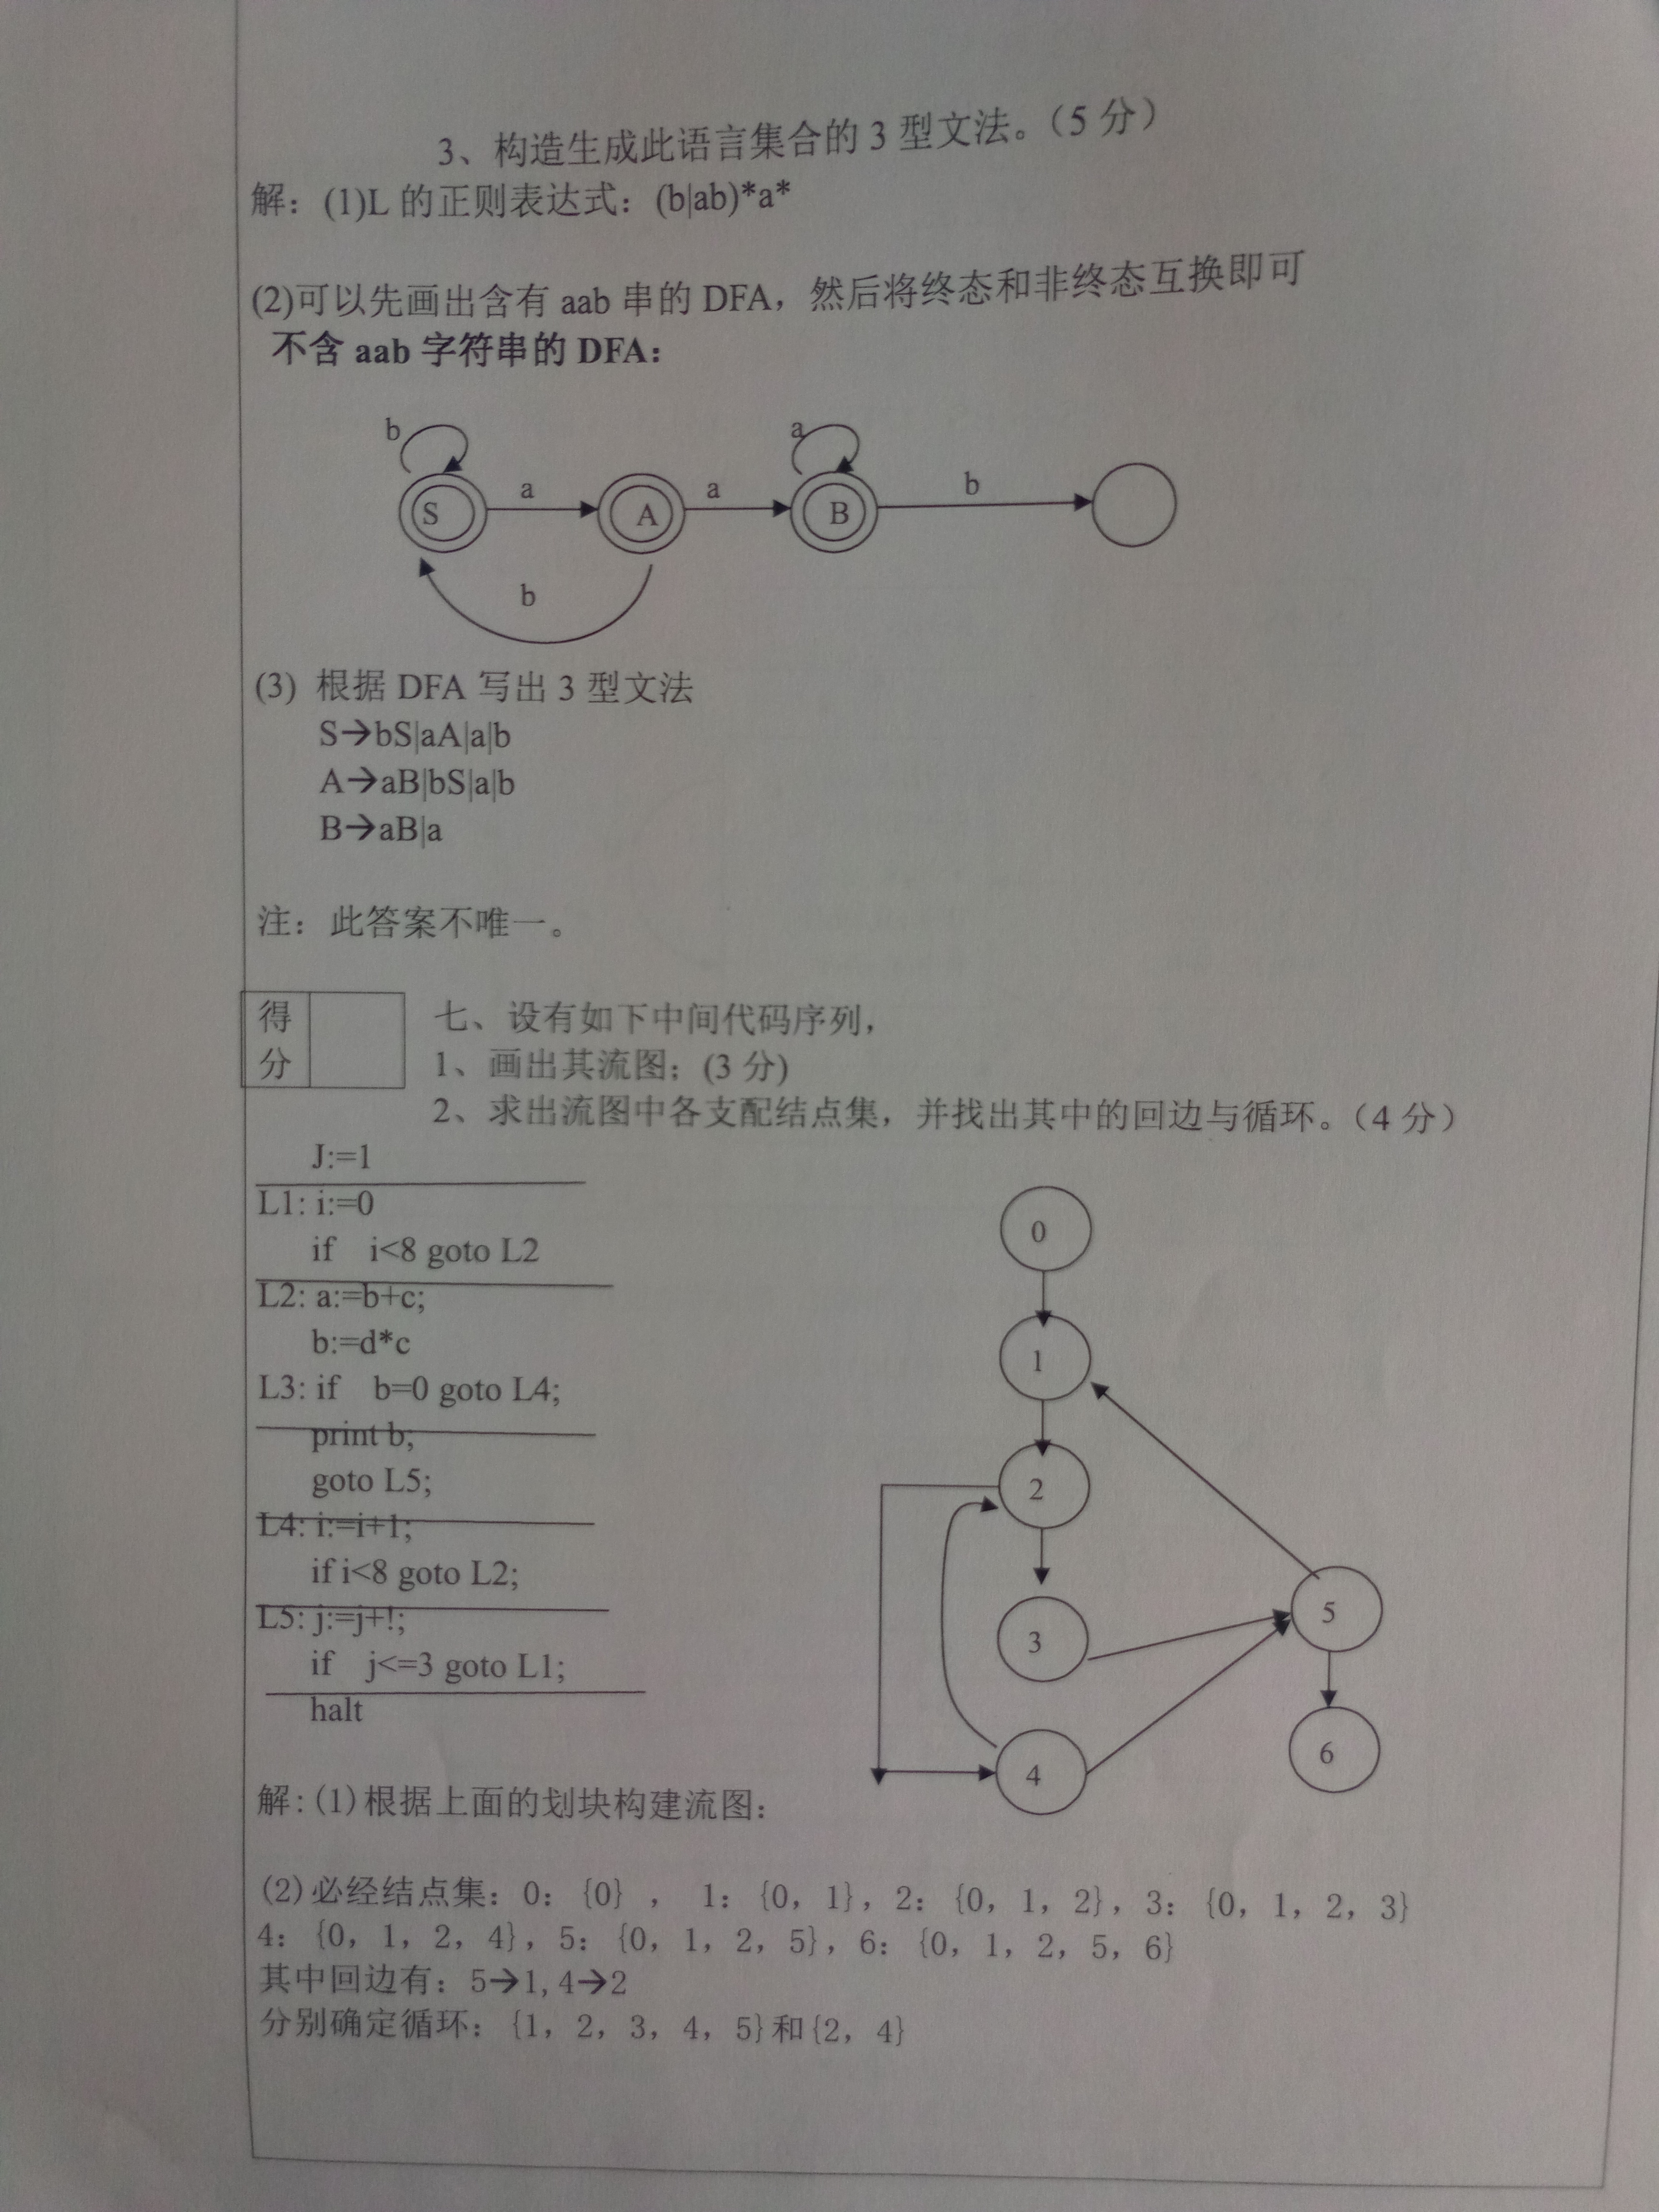 3、构造生成此语言集合的 3 型文法。（5 分）
解：(1)L 的正则表达式：(b|ab)*a*
(2)可以先画出含有 aab 串的 DFA，然后将终态和非终态互换即可
不含 aab 字符串的 DFA：
b
a
S
a
A
a
B
b
b
(3) 根据 DFA 写出 3 型文法
S→bS|aA|a|b
A→aB|bS|a|b
B→aB|a
注：此答案不唯一。
得
分
七、设有如下中间代码序列，
1、画出其流图；(3 分)
2、求出流图中各支配结点集，并找出其中的回边与循环。（4 分）
J:=1
L1: i:=0
if i<8 goto L2
L2: a:=b+c;
b:=d*c
L3: if b=0 goto L4;
print b;
goto L5;
L4: i:=i+1;
if i<8 goto L2;
L5: j:=j+!;
if j<=3 goto L1;
halt
0
1
2
3
4
5
6
解：(1)根据上面的划块构建流图：
(2)必经结点集：0：{0} ， 1：{0，1}，2：{0，1，2}，3：{0，1，2，3}
4：{0，1，2，4}，5：{0，1，2，5}，6：{0，1，2，5，6}
其中回边有：5→1,4→2
分别确定循环：{1，2，3，4，5}和{2，4}